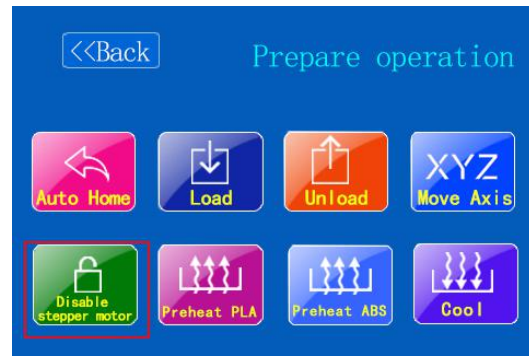 <<Back
Prepare operation
Auto Home
Load
Unload
XYZ
Move Axis
Disable
stepper motor
Preheat PLA
Preheat ABS
Cool